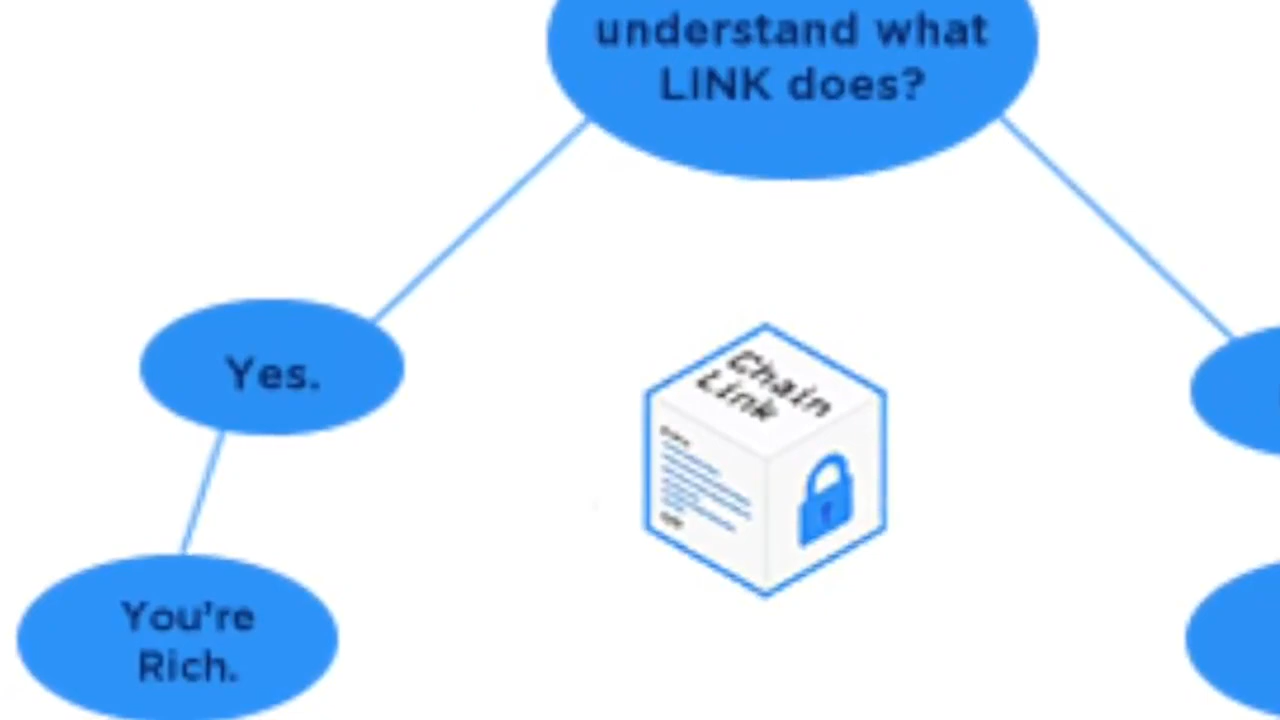 understand what
LINK does?
Yes.
Chain
Link
You're
Rich.